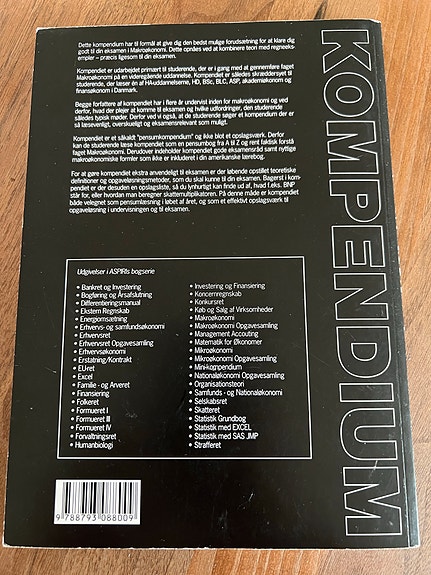 Dette kompendium har til formål at give dig den bedst mulige forudsætning for at klare dig
godt til din eksamen i Makroøkonomi. Dette opnåes ved at kombinere teori med regneeks-
empler – præcis ligesom til din eksamen.
Kompendiet er udarbejdet primært til studerende, der er i gang med at gennemføre faget
Makroøkonomi på en videregående uddannelse. Kompendiet er således skræddersyet til
studerende, der læser én af HA-uddannelserne, HD, BSc, BLC, ASP, akademiøkonom og
finansøkonom i Danmark.
Begge forfattere af kompendiet har i flere år undervist inden for makroøkonomi og ved
derfor, hvad der plejer at komme til eksamen og hvilke udfordringer, den studerende
således typisk møder. Derfor ved vi også, at de studerende søger et kompendium der er
så læsevenligt, overskueligt og eksamensrelevant som muligt.
Kompendiet er et såkaldt "pensumkompendium" og ikke blot et opslagsværk. Derfor
kan de studerende læse kompendiet som en pensumbog fra A til Z og rent faktisk forstå
faget Makroøkonomi. Derudover indeholder kompendiet gode eksamensråd samt nyttige
makroøkonomiske formler som ikke er inkluderet i din amerikanske lærebog.
For at gøre kompendiet ekstra anvendeligt til eksamen er der løbende opstillet teoretiske
definitioner og opgaveløsningsmetoder, som du skal kunne til din eksamen. Bagerst i kom-
pendiet er der desuden en opslagsliste, så du lynhurtigt kan finde ud af, hvad f.eks. BNP
står for, eller hvordan man beregner skattemultiplikatoren. På denne måde er kompendiet
både velegnet som pensumlæsning i løbet af året, og som et effektivt opslagsværk til
opgaveløsning i undervisningen og til eksamen.
KOMPENDIUM
Udgivelser i ASPIRIs bogserie
• Bankret og Investering
• Bogføring og Årsafslutning
• Differentieringsmanual
• Ekstern Regnskab
• Energiomsætning
• Erhvervs- og samfundsøkonomi
• Erhvervsret
• Erhvervsret Opgavesamling
• Erhvervsøkonomi
• Erstatning/Kontrakt
• EU-ret
• Excel
• Familie - og Arveret
• Finansiering
• Folkeret
• Formueret I
• Formueret III
• Formueret IV
• Forvaltningsret
• Humanbiologi
• Investering og Finansiering
• Koncernregnskab
• Konkursret
• Køb og Salg af Virksomheder
• Makroøkonomi
• Makroøkonomi Opgavesamling
• Management Accouting
• Matematik for Økonomer
• Mikroøkonomi
• Mikroøkonomi Opgavesamling
• Mini-kompendium
• Nationaløkonomi Opgavesamling
• Organisationsteori
• Samfunds - og Nationaløkonomi
• Selskabsret
• Skatteret
• Statistik Grundbog
• Statistik med EXCEL
• Statistik med SAS JMP
• Strafferet
9 788793 088009